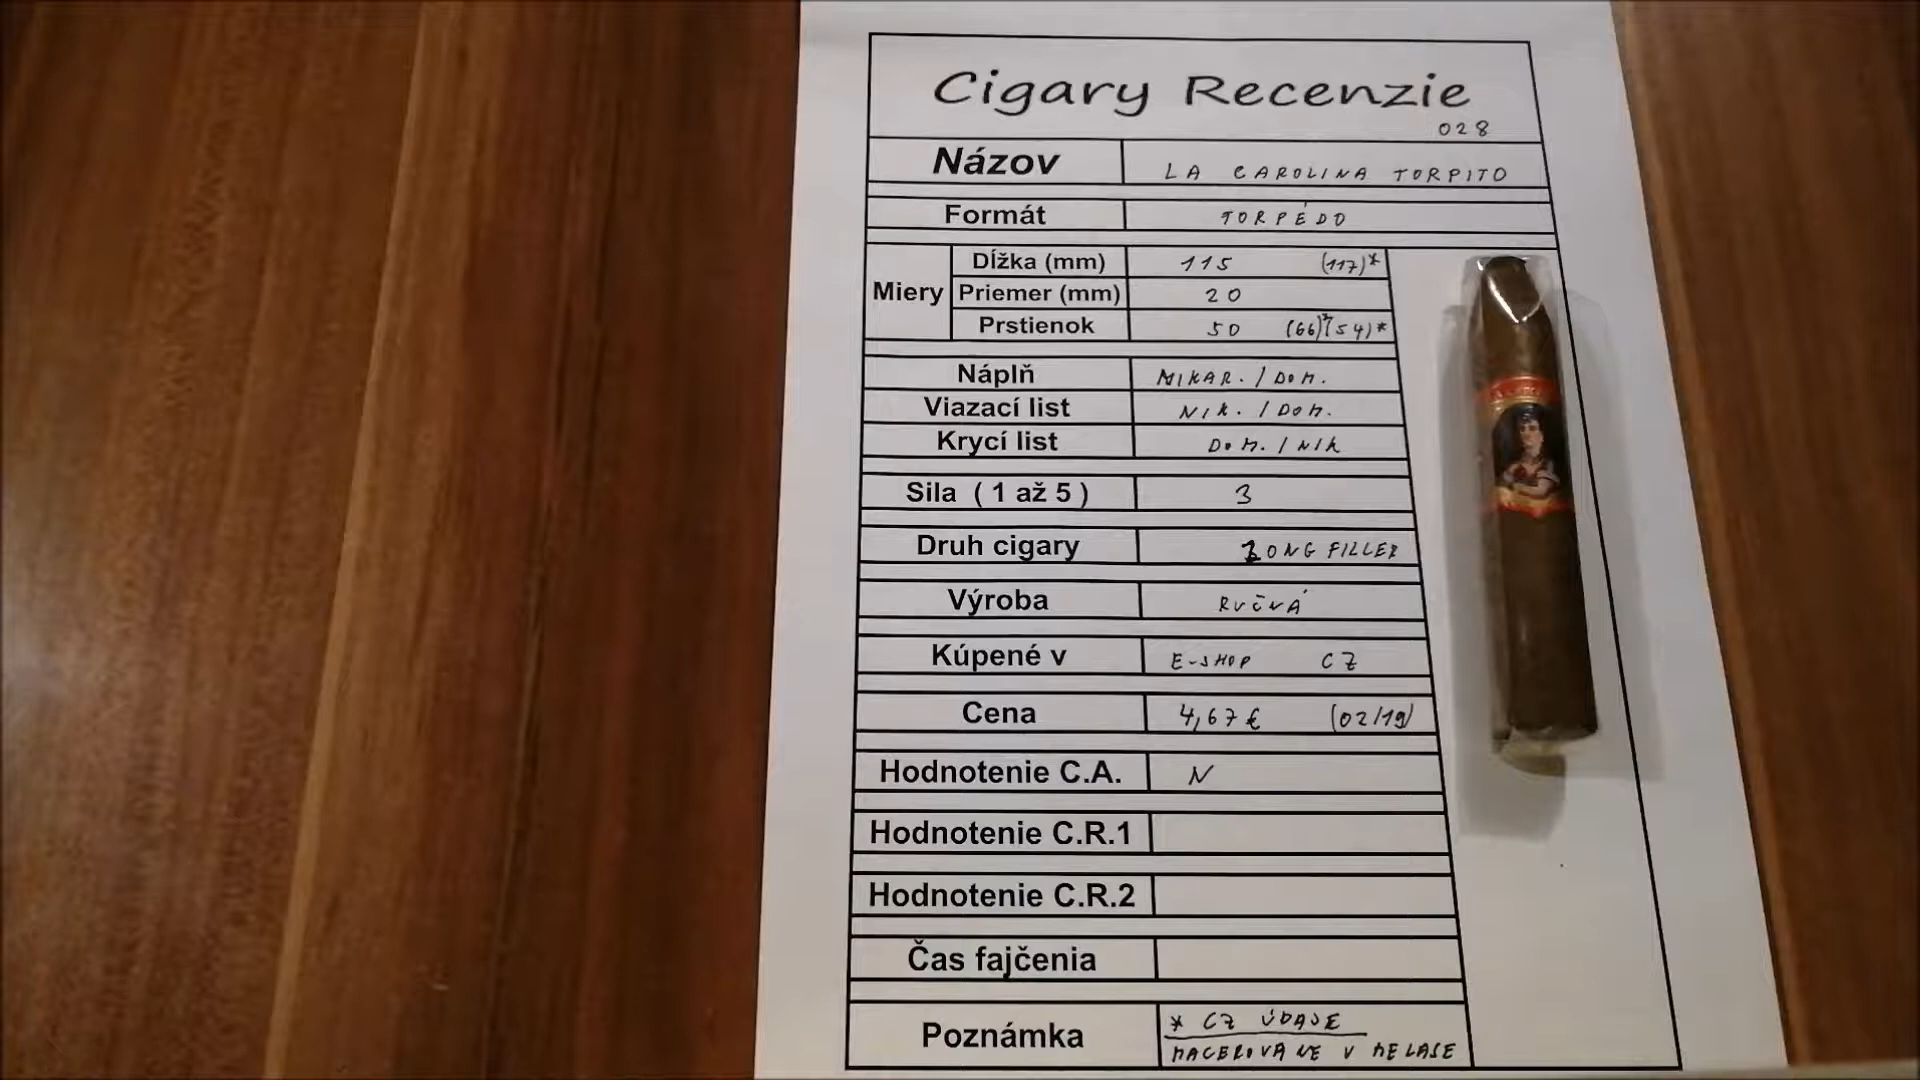 Cigary Recenzie
028
Názov LA CAROLINA TORPITO
Formát TORPÉDO
Miery
Dĺžka (mm) 115 (117)*
Priemer (mm) 20
Prstienok 50 (66)* (54)*
Náplň NIKAR. / DOM.
Viazací list NIK. / DOM.
Krycí list DOM. / NIK
Sila ( 1 až 5 ) 3
Druh cigary LONG FILLER
Výroba RUČNÁ
Kúpené v E-SHOP CZ
Cena 4,67€ (02/19)
Hodnotenie C.A. N
Hodnotenie C.R.1
Hodnotenie C.R.2
Čas fajčenia
Poznámka * CZ ÚDAJE
MACEROVANE V MELASE